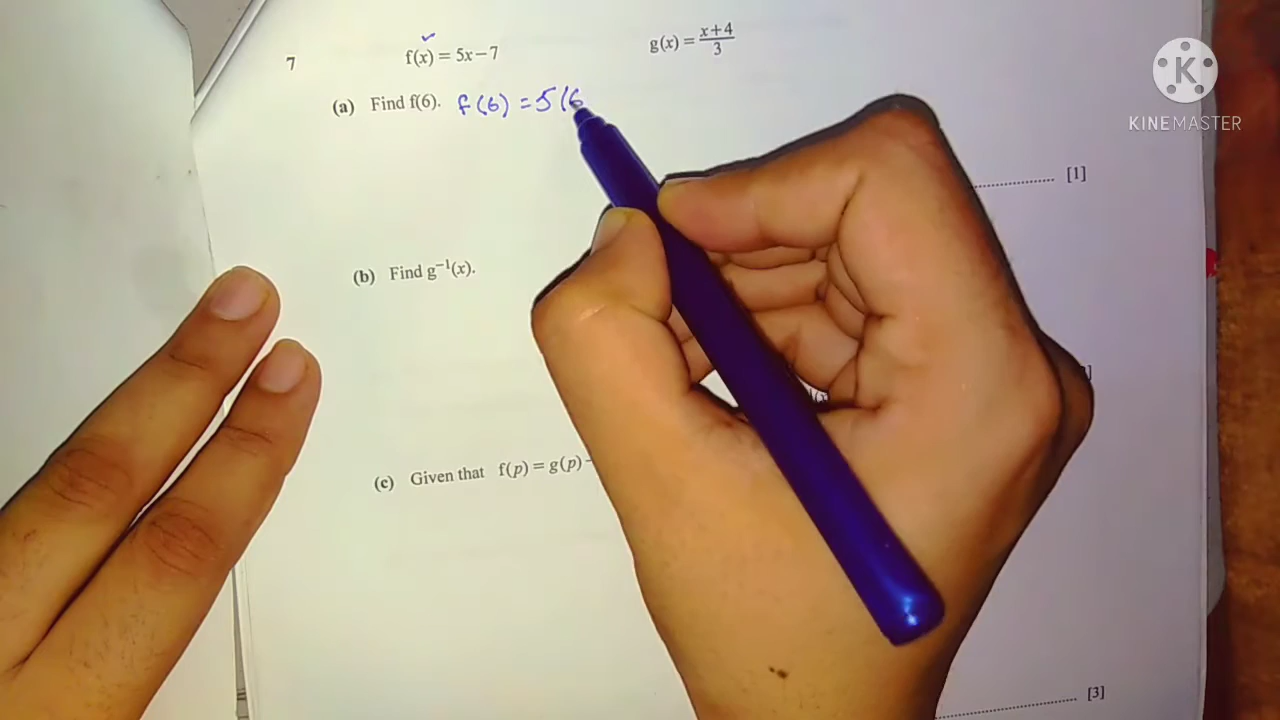 7 f(x) = 5x − 7 g(x) = x+4/3
(a) Find f(6). f(6) = 5(6
[1]
(b) Find g⁻¹(x).
(c) Given that f(p) = g(p) -
[3]
K
KINEMASTER